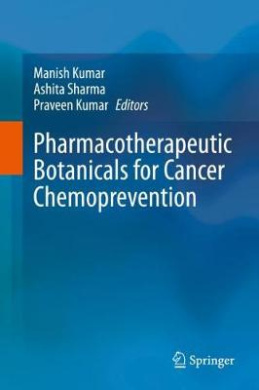 Manish Kumar
Ashita Sharma
Praveen Kumar Editors
Pharmacotherapeutic
Botanicals for Cancer
Chemoprevention
Springer